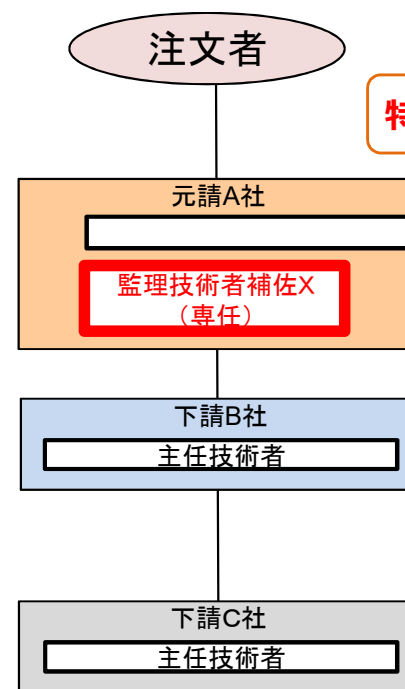 注文者
特
元請A社
監理技術者補佐X
（専任）
下請B社
主任技術者
下請C社
主任技術者